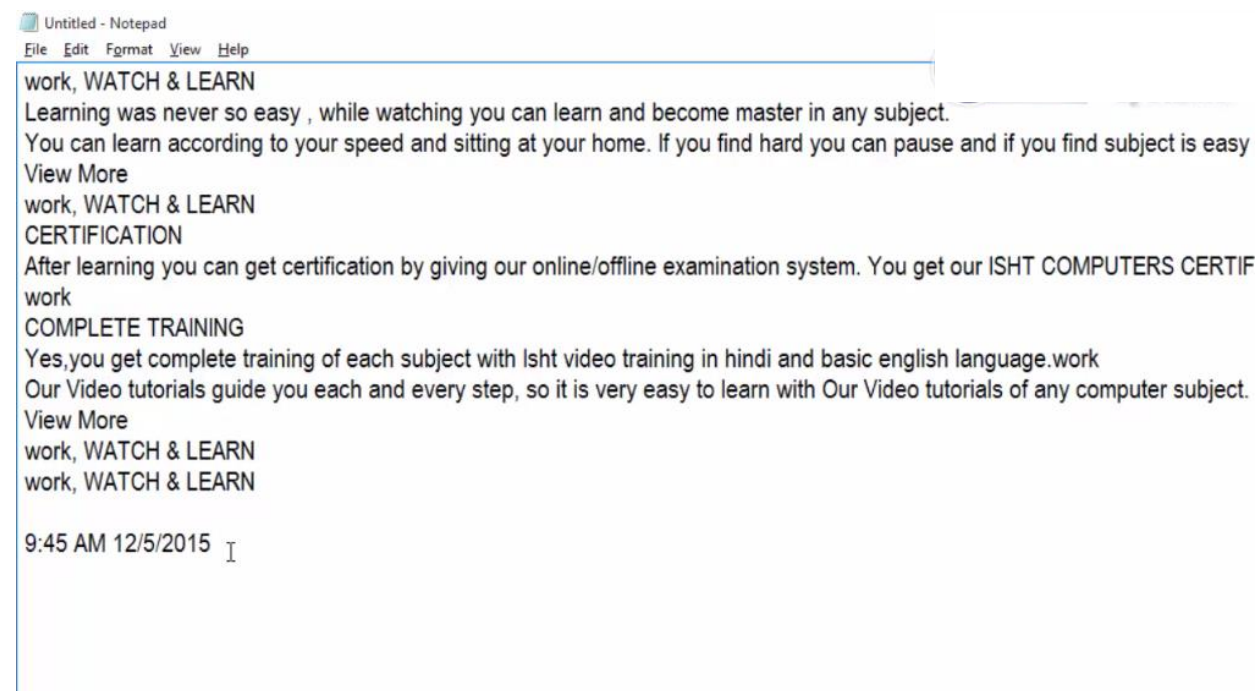 Untitled - Notepad
File Edit Format View Help
work, WATCH & LEARN
Learning was never so easy , while watching you can learn and become master in any subject.
You can learn according to your speed and sitting at your home. If you find hard you can pause and if you find subject is easy
View More
work, WATCH & LEARN
CERTIFICATION
After learning you can get certification by giving our online/offline examination system. You get our ISHT COMPUTERS CERTIF
work
COMPLETE TRAINING
Yes,you get complete training of each subject with Isht video training in hindi and basic english language.work
Our Video tutorials guide you each and every step, so it is very easy to learn with Our Video tutorials of any computer subject.
View More
work, WATCH & LEARN
work, WATCH & LEARN
9:45 AM 12/5/2015